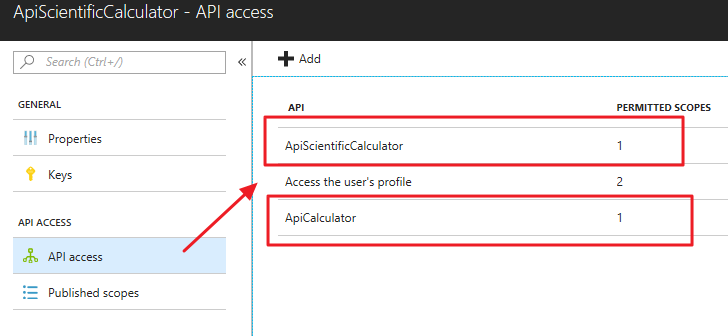 ApiScientificCalculator - API access
Search (Ctrl+/)
«
Add
GENERAL
Properties
Keys
API ACCESS
API access
Published scopes
API PERMITTED SCOPES
ApiScientificCalculator 1
Access the user's profile 2
ApiCalculator 1